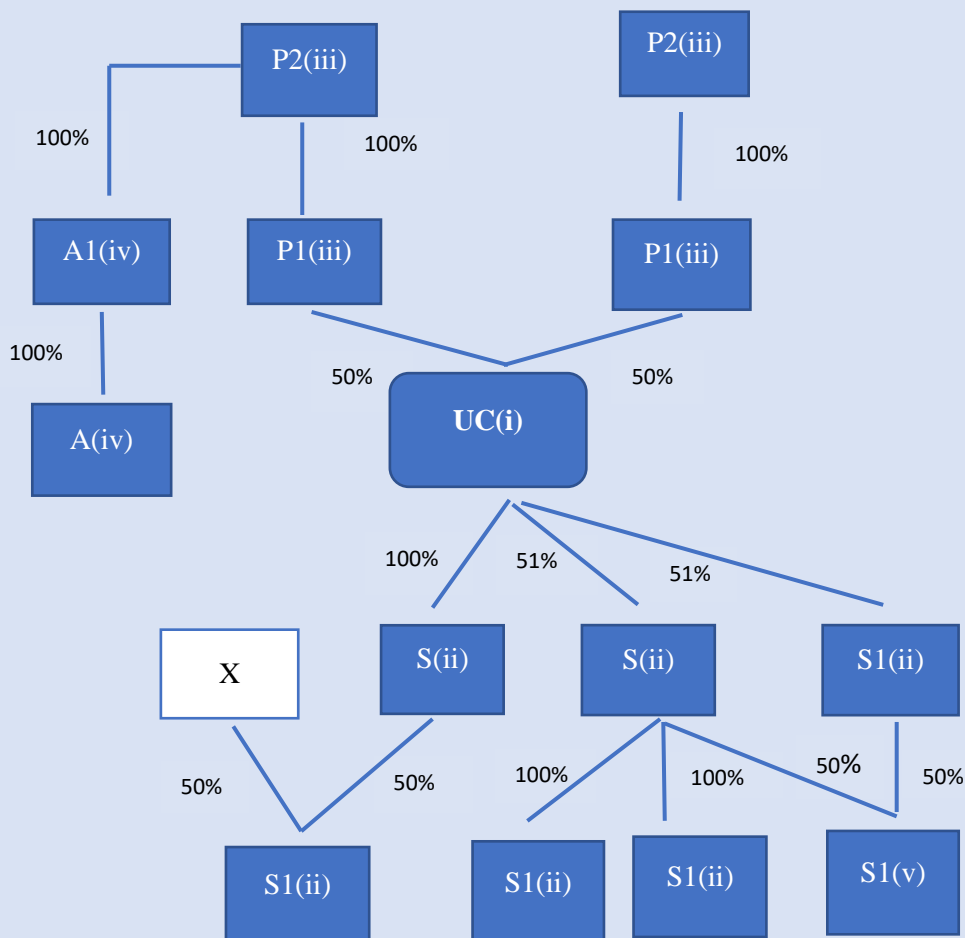 P2(iii)
P2(iii)
100%
100%
100%
A1(iv)
P1(iii)
P1(iii)
100%
50%
50%
A(iv)
UC(i)
100%
51%
51%
X
S(ii)
S(ii)
S1(ii)
50%
50%
100%
100%
50%
50%
S1(ii)
S1(ii)
S1(ii)
S1(v)